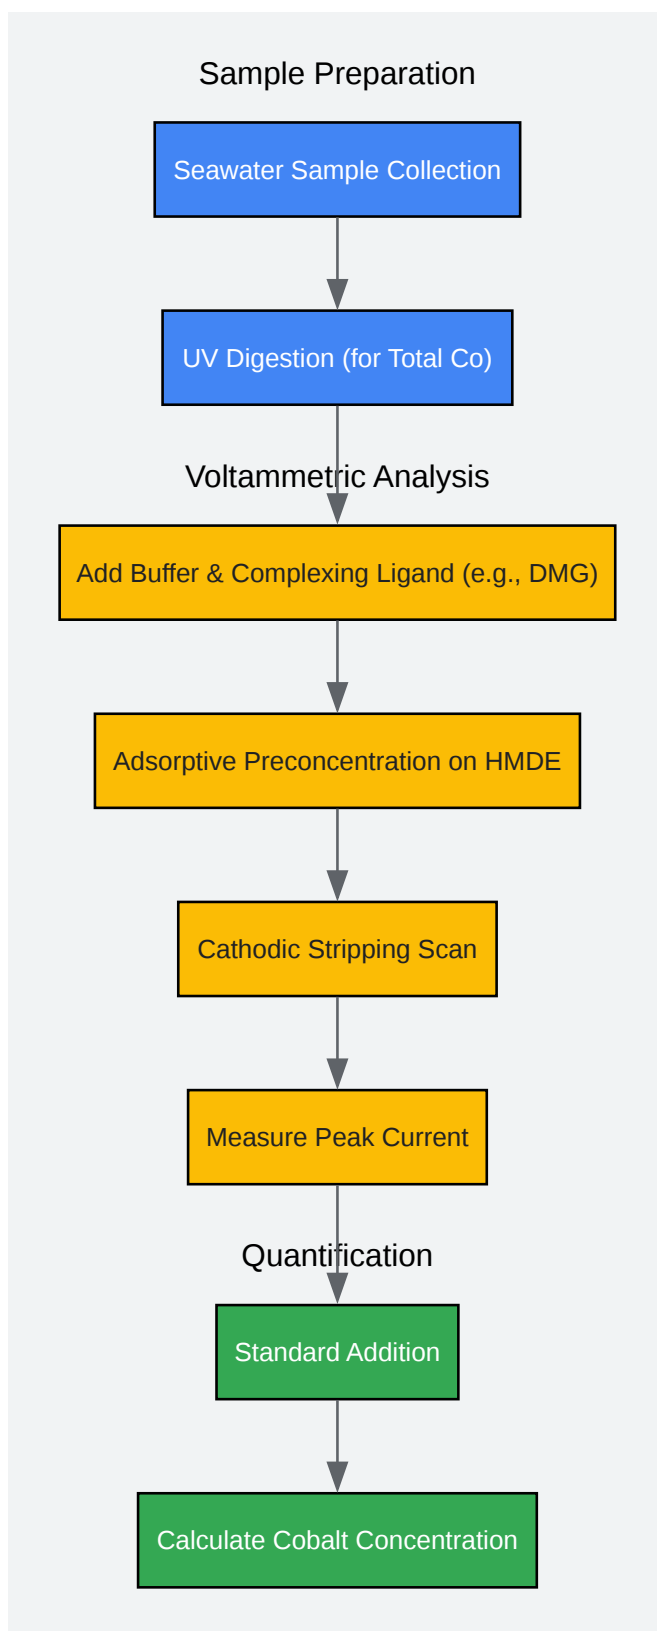 Sample Preparation
Seawater Sample Collection
UV Digestion (for Total Co)
Voltammetric Analysis
Add Buffer & Complexing Ligand (e.g., DMG)
Adsorptive Preconcentration on HMDE
Cathodic Stripping Scan
Measure Peak Current
Quantification
Standard Addition
Calculate Cobalt Concentration